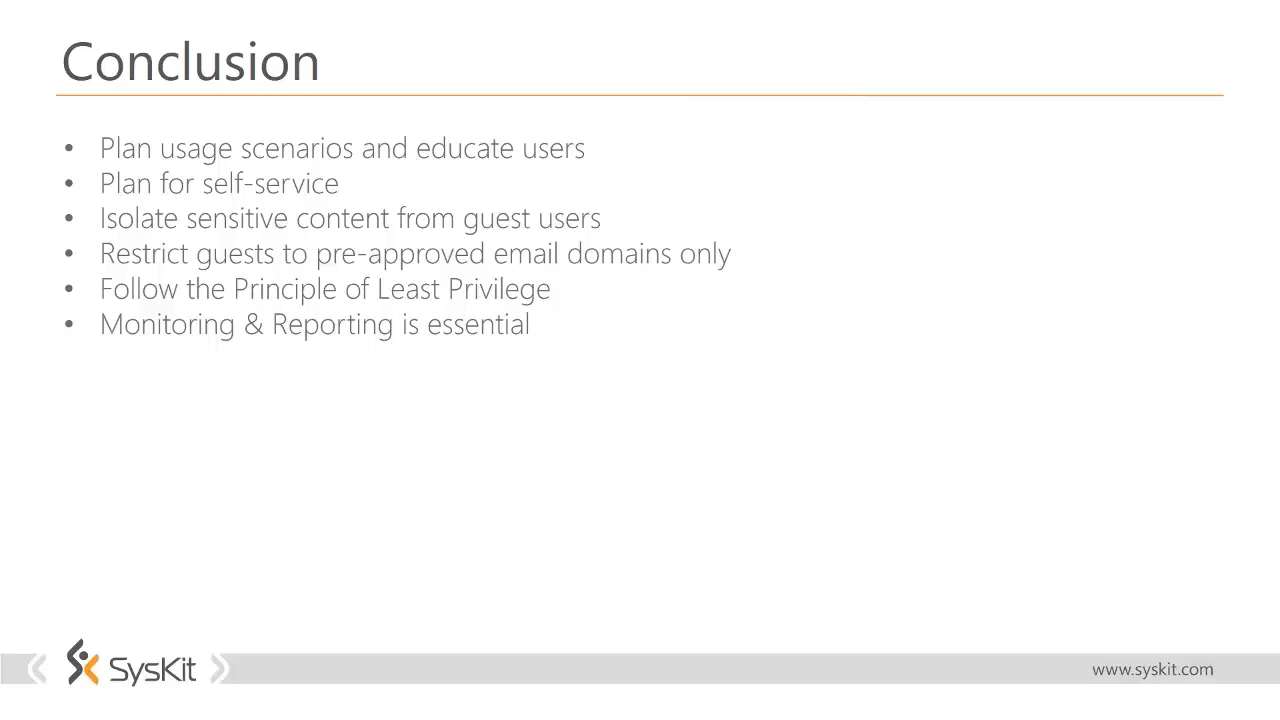 Conclusion
• Plan usage scenarios and educate users
• Plan for self-service
• Isolate sensitive content from guest users
• Restrict guests to pre-approved email domains only
• Follow the Principle of Least Privilege
• Monitoring & Reporting is essential
SysKit
www.syskit.com